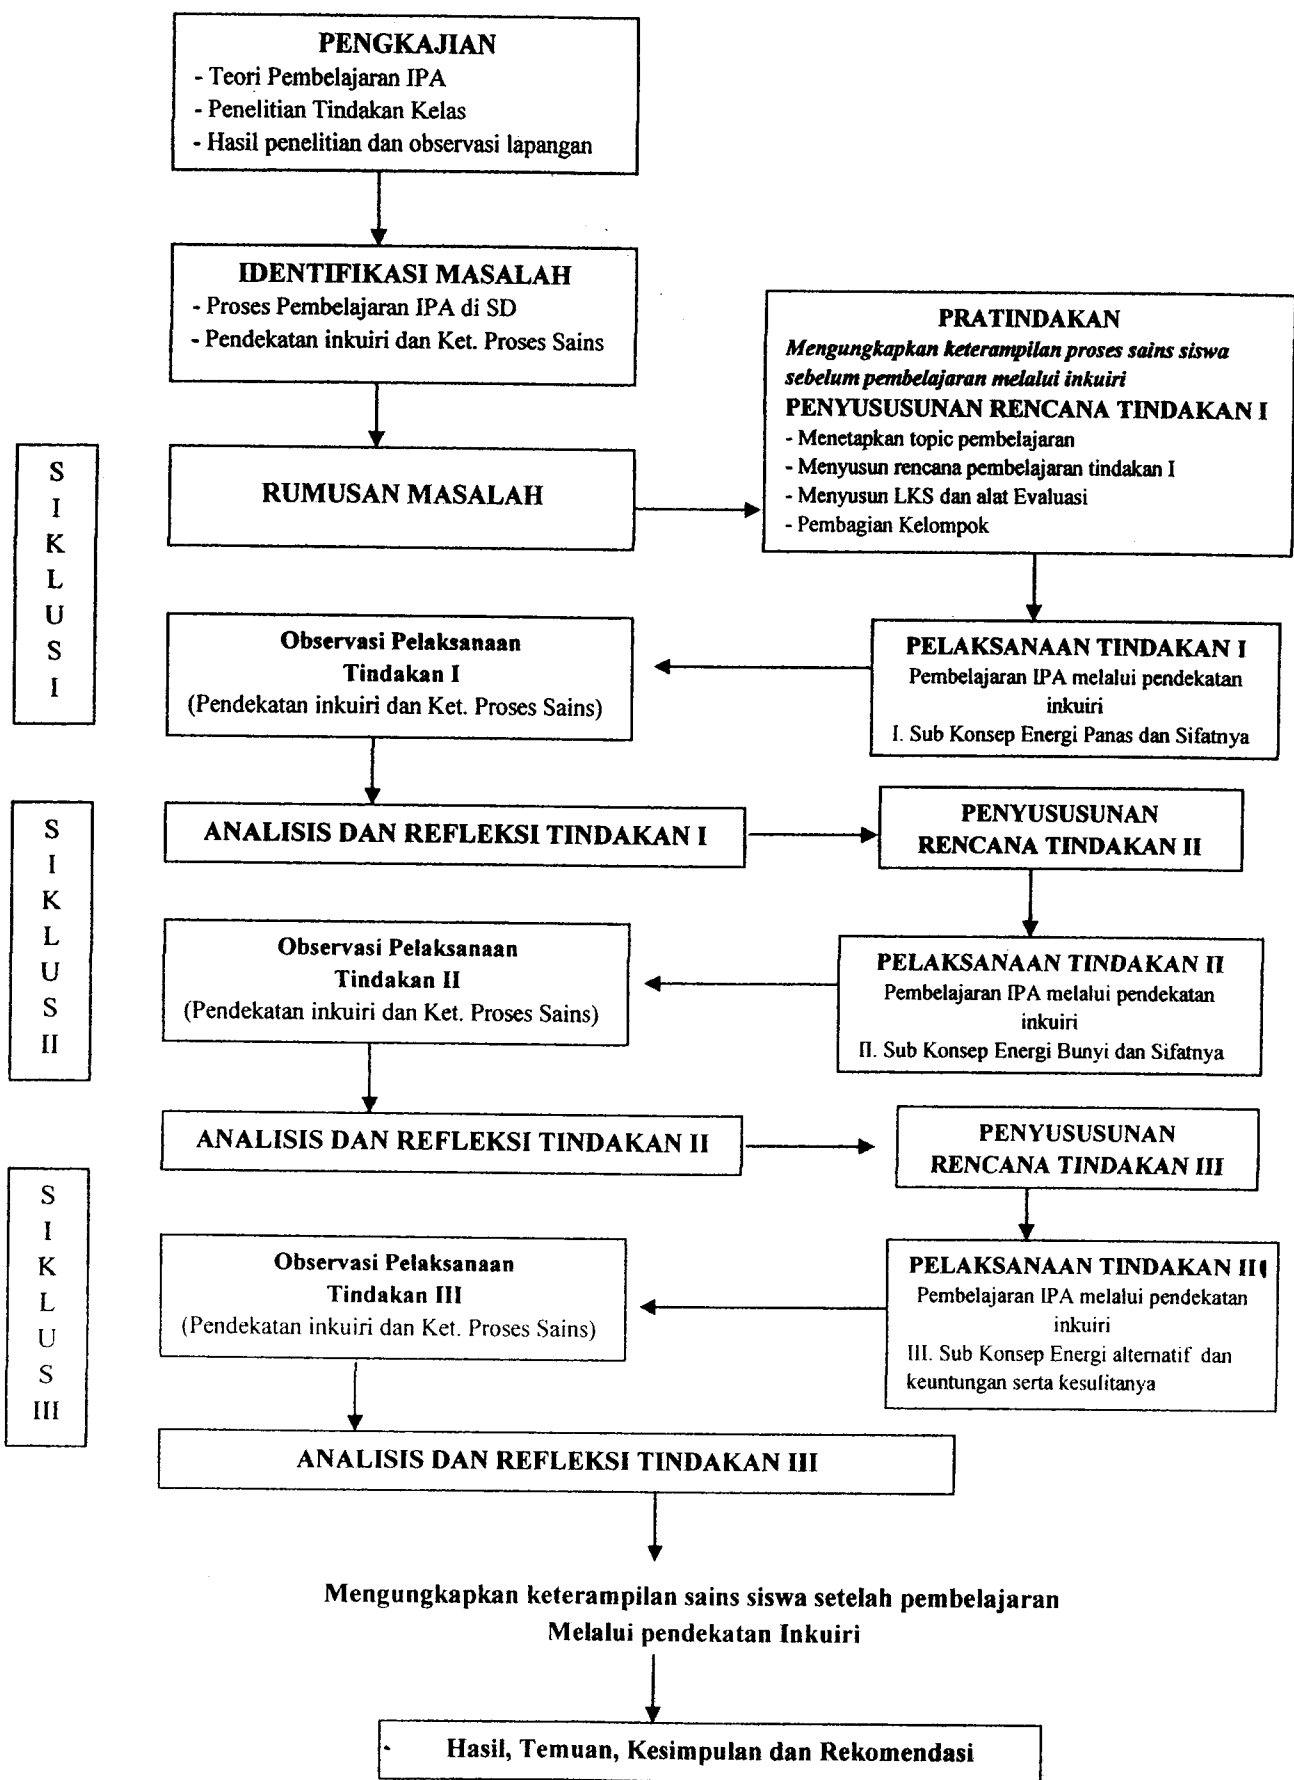 PENGKAJIAN
- Teori Pembelajaran IPA
- Penelitian Tindakan Kelas
- Hasil penelitian dan observasi lapangan
IDENTIFIKASI MASALAH
- Proses Pembelajaran IPA di SD
- Pendekatan inkuiri dan Ket. Proses Sains
PRATINDAKAN
Mengungkapkan keterampilan proses sains siswa
sebelum pembelajaran melalui inkuiri
PENYUSUSUNAN RENCANA TINDAKAN I
- Menetapkan topic pembelajaran
- Menyusun rencana pembelajaran tindakan I
- Menyusun LKS dan alat Evaluasi
- Pembagian Kelompok
RUMUSAN MASALAH
S
I
K
L
U
S
I
Observasi Pelaksanaan
Tindakan I
(Pendekatan inkuiri dan Ket. Proses Sains)
PELAKSANAAN TINDAKAN I
Pembelajaran IPA melalui pendekatan
inkuiri
I. Sub Konsep Energi Panas dan Sifatnya
S
I
K
L
U
S
II
ANALISIS DAN REFLEKSI TINDAKAN I
PENYUSUSUNAN
RENCANA TINDAKAN II
Observasi Pelaksanaan
Tindakan II
(Pendekatan inkuiri dan Ket. Proses Sains)
PELAKSANAAN TINDAKAN II
Pembelajaran IPA melalui pendekatan
inkuiri
II. Sub Konsep Energi Bunyi dan Sifatnya
ANALISIS DAN REFLEKSI TINDAKAN II
PENYUSUSUNAN
RENCANA TINDAKAN III
S
I
K
L
U
S
III
Observasi Pelaksanaan
Tindakan III
(Pendekatan inkuiri dan Ket. Proses Sains)
PELAKSANAAN TINDAKAN III
Pembelajaran IPA melalui pendekatan
inkuiri
III. Sub Konsep Energi alternatif dan
keuntungan serta kesulitanya
ANALISIS DAN REFLEKSI TINDAKAN III
Mengungkapkan keterampilan sains siswa setelah pembelajaran
Melalui pendekatan Inkuiri
Hasil, Temuan, Kesimpulan dan Rekomendasi